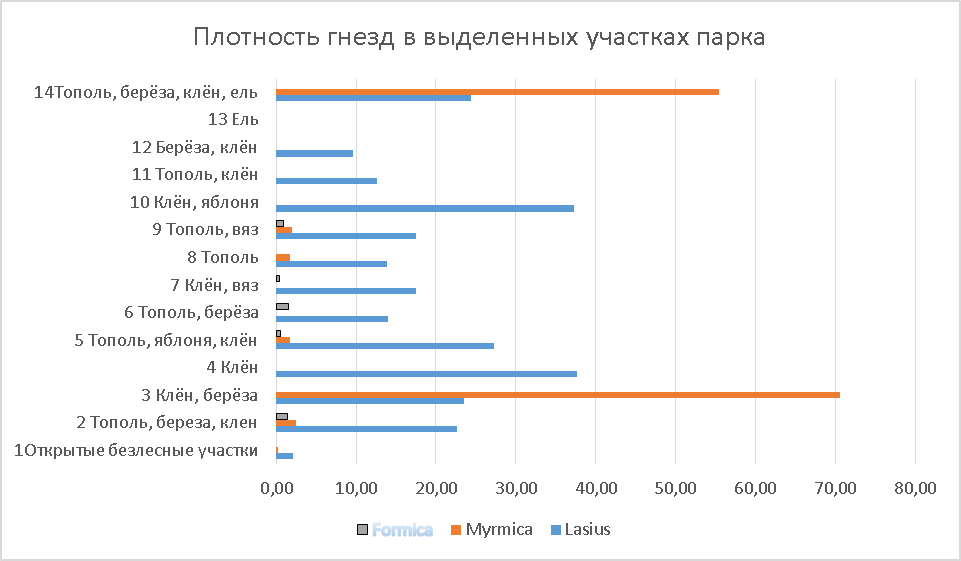 Плотность гнезд в выделенных участках парка
14Тополь, берёза, клён, ель
13 Ель
12 Берёза, клён
11 Тополь, клён
10 Клён, яблоня
9 Тополь, вяз
8 Тополь
7 Клён, вяз
6 Тополь, берёза
5 Тополь, яблоня, клён
4 Клён
3 Клён, берёза
2 Тополь, береза, клен
1Открытые безлесные участки
0,00 10,00 20,00 30,00 40,00 50,00 60,00 70,00 80,00
Formica Myrmica Lasius